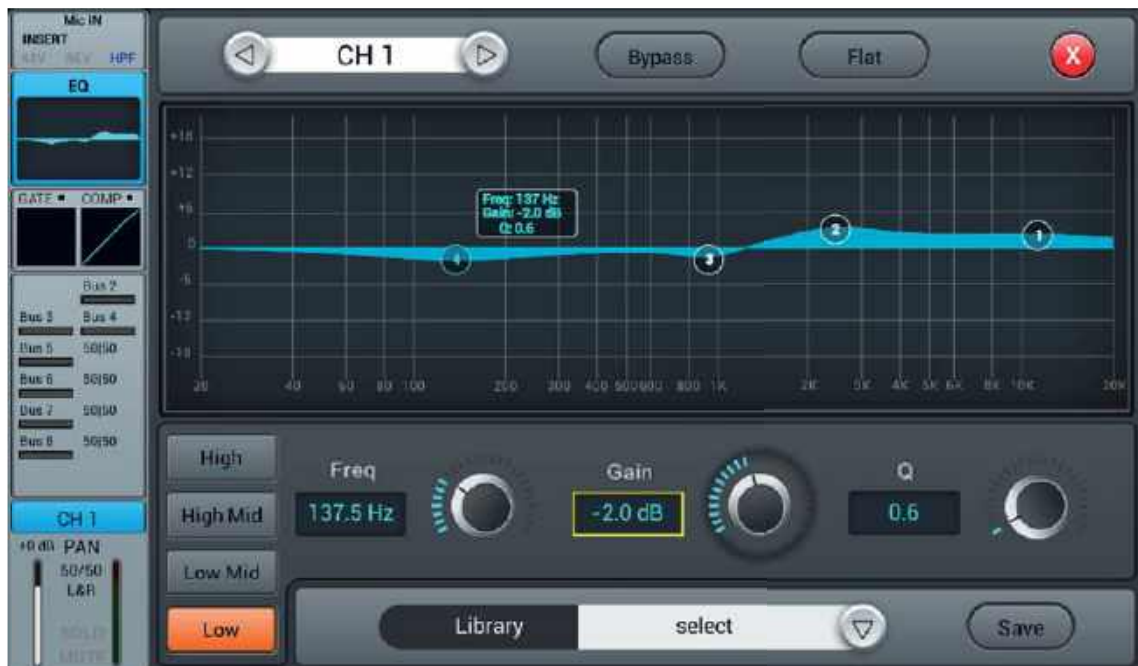 Mic IN
INSERT
REV HPF
EQ
GATE COMP
Bus 2
Bus 3 Bus 4
Bus 5 50|50
Bus 6 50|50
Bus 7 50|50
Bus 8 50|50
CH 1
+0 dB PAN
50/50
L&R
SOLO
MUTE
CH 1
Bypass
Flat
X
+18
+12
+6
0
-6
-12
-18
Freq: 137 Hz
Gain: -2.0 dB
Q: 0.6
4 3 2 1
20 40 60 80 100 200 300 400 500 600 800 1K 2K 3K 4K 5K 6K 8K 10K 20K
High
High Mid
Low Mid
Low
Freq
137.5 Hz
Gain
-2.0 dB
Q
0.6
Library
select
Save